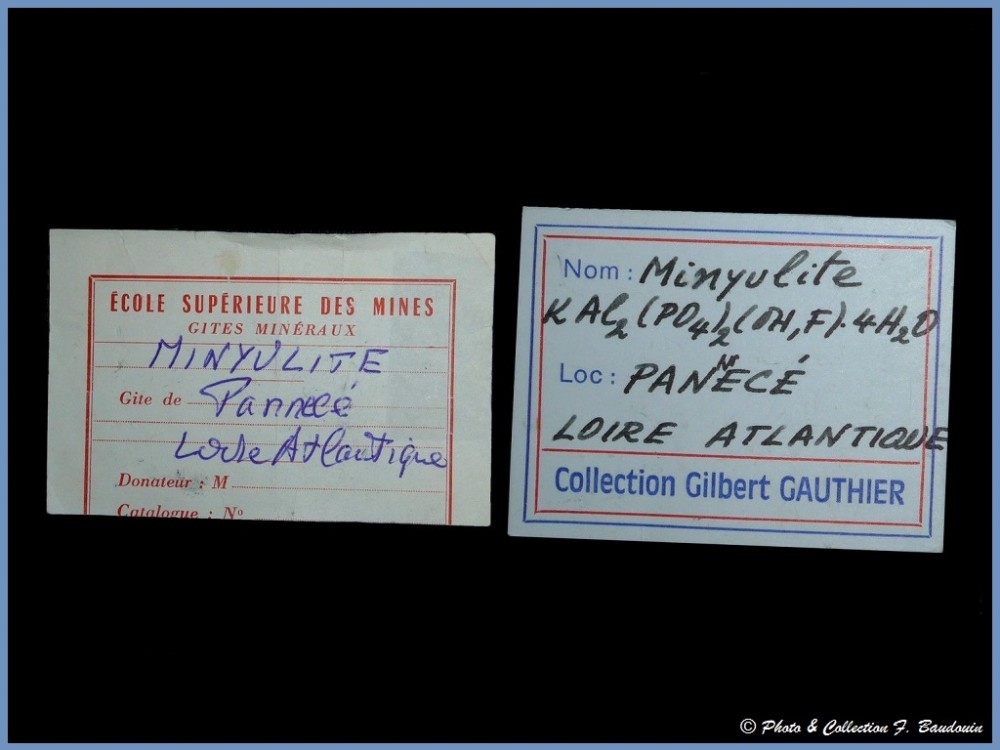 ÉCOLE SUPÉRIEURE DES MINES
GITES MINÉRAUX
MINYULITE
Gite de Pannecé
Loire Atlantique
Donateur : M
Catalogue : Nº
Nom : Minyulite
KAl₂(PO₄)₂(OH,F)·4H₂O
Loc : PANNECÉ
LOIRE ATLANTIQUE
Collection Gilbert GAUTHIER
© Photo & Collection F. Baudouin